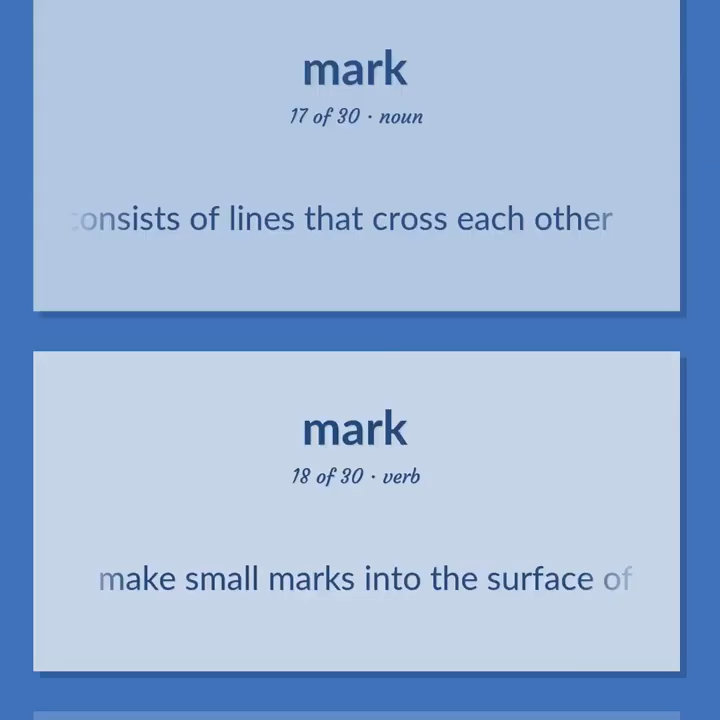 mark
17 of 30 · noun
consists of lines that cross each other
mark
18 of 30 · verb
make small marks into the surface of